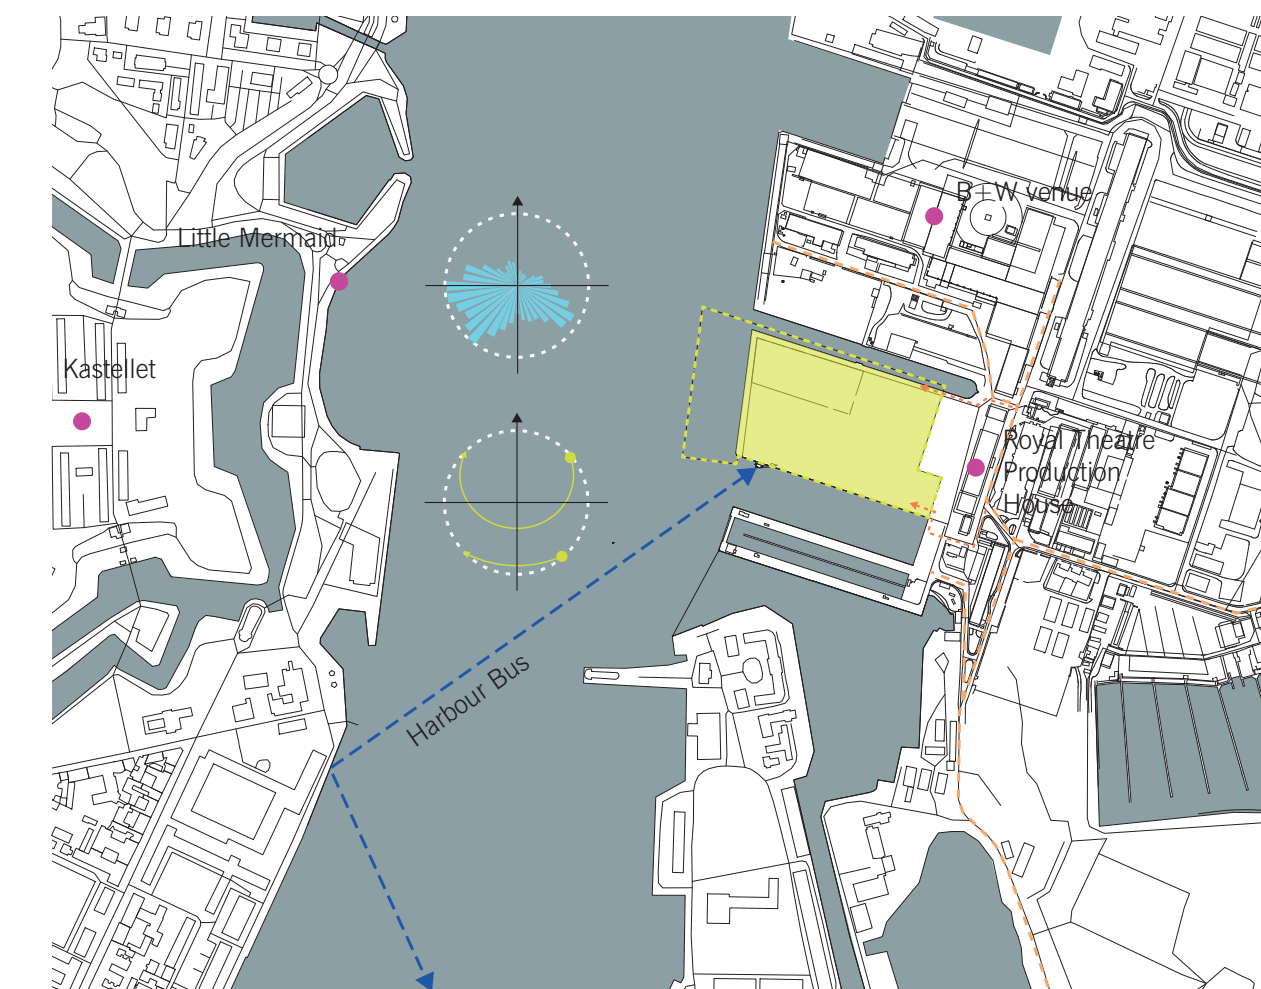 B+W venue
Little Mermaid
Kastellet
Royal Theatre
Production
House
Harbour Bus